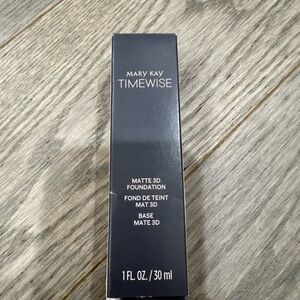 MARY KAY
TIMEWISE
MATTE 3D
FOUNDATION
FOND DE TEINT
MAT 3D
BASE
MATE 3D
1 FL. OZ. / 30 ml